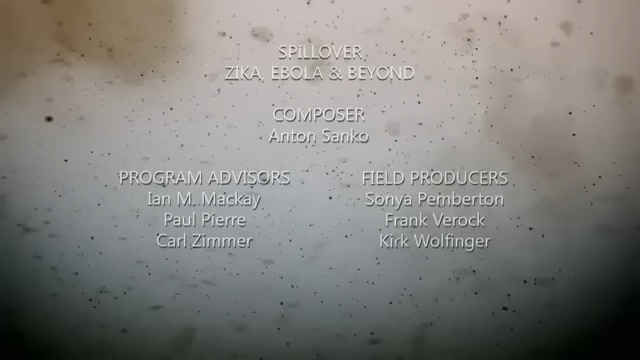 SPILLOVER
ZIKA, EBOLA & BEYOND
COMPOSER
Anton Sanko
PROGRAM ADVISORS
Ian M. Mackay
Paul Pierre
Carl Zimmer
FIELD PRODUCERS
Sonya Pemberton
Frank Verock
Kirk Wolfinger